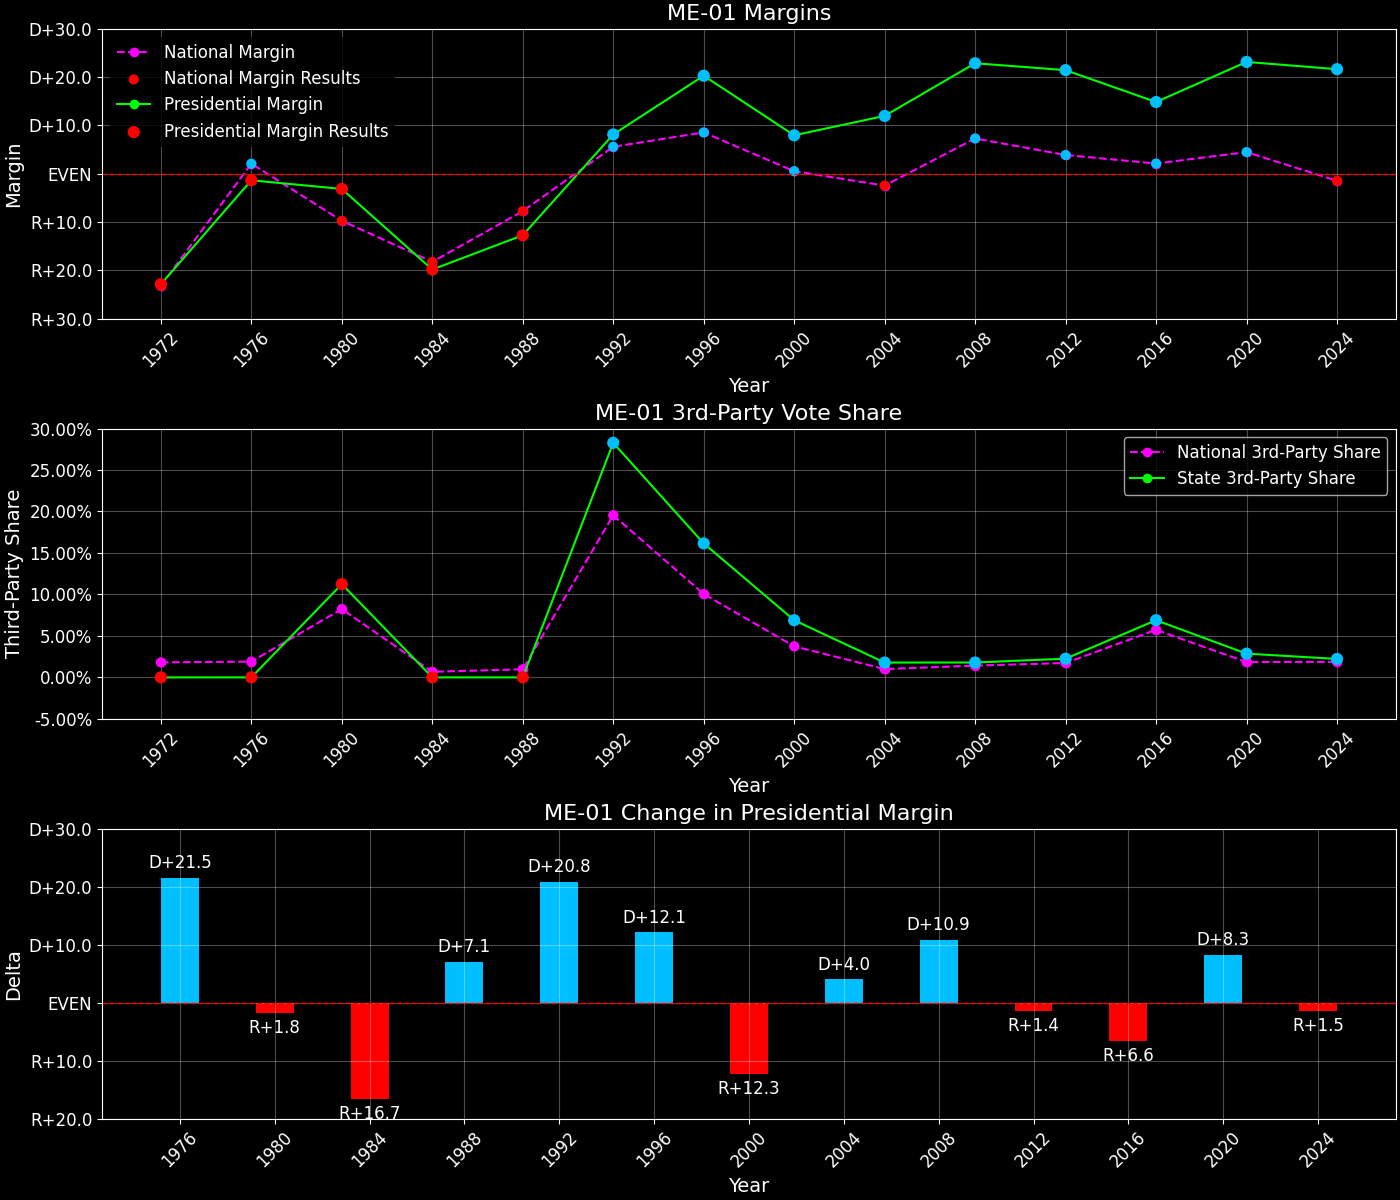 ME-01 Margins
D+30.0
D+20.0
D+10.0
EVEN
R+10.0
R+20.0
R+30.0
Margin
National Margin
National Margin Results
Presidential Margin
Presidential Margin Results
1972 1976 1980 1984 1988 1992 1996 2000 2004 2008 2012 2016 2020 2024
Year
ME-01 3rd-Party Vote Share
30.00%
25.00%
20.00%
15.00%
10.00%
5.00%
0.00%
-5.00%
Third-Party Share
National 3rd-Party Share
State 3rd-Party Share
1972 1976 1980 1984 1988 1992 1996 2000 2004 2008 2012 2016 2020 2024
Year
ME-01 Change in Presidential Margin
D+30.0
D+20.0
D+10.0
EVEN
R+10.0
R+20.0
Delta
D+21.5
R+1.8
R+16.7
D+7.1
D+20.8
D+12.1
R+12.3
D+4.0
D+10.9
R+1.4
R+6.6
D+8.3
R+1.5
1976 1980 1984 1988 1992 1996 2000 2004 2008 2012 2016 2020 2024
Year